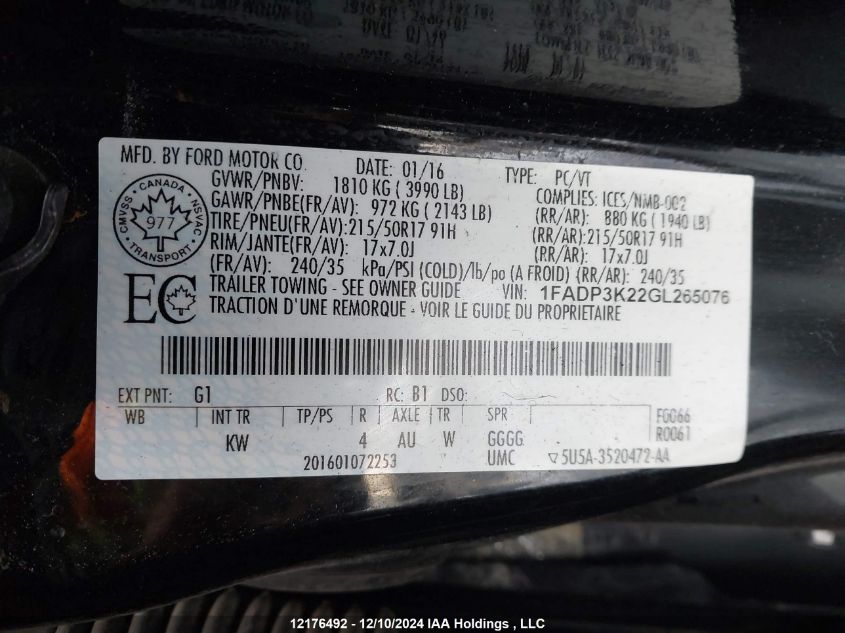 MFD. BY FORD MOTOR CO. DATE: 01/16 TYPE: PC/VT
GVWR/PNBV: 1810 KG ( 3990 LB) COMPLIES: ICES/NMB-002
GAWR/PNBE(FR/AV): 972 KG ( 2143 LB) (RR/AR): 880 KG ( 1940 LB)
TIRE/PNEU(FR/AV): 215/50R17 91H (RR/AR): 215/50R17 91H
RIM/JANTE(FR/AV): 17x7.0J (RR/AR): 17x7.0J
(FR/AV): 240/35 kPa/PSI (COLD)/lb/po (A FROID) (RR/AR): 240/35
TRAILER TOWING - SEE OWNER GUIDE VIN: 1FADP3K22GL265076
TRACTION D'UNE REMORQUE - VOIR LE GUIDE DU PROPRIETAIRE
CANADA
CMVSS 977 NSVAC
TRANSPORT
EC
EXT PNT: G1 RC: B1 DSO:
WB INT TR TP/PS R AXLE TR SPR F0066
KW 4 AU W GGGG R0061
201601072253 UMC ▽5U5A-3520472-AA
12176492 - 12/10/2024 IAA Holdings , LLC